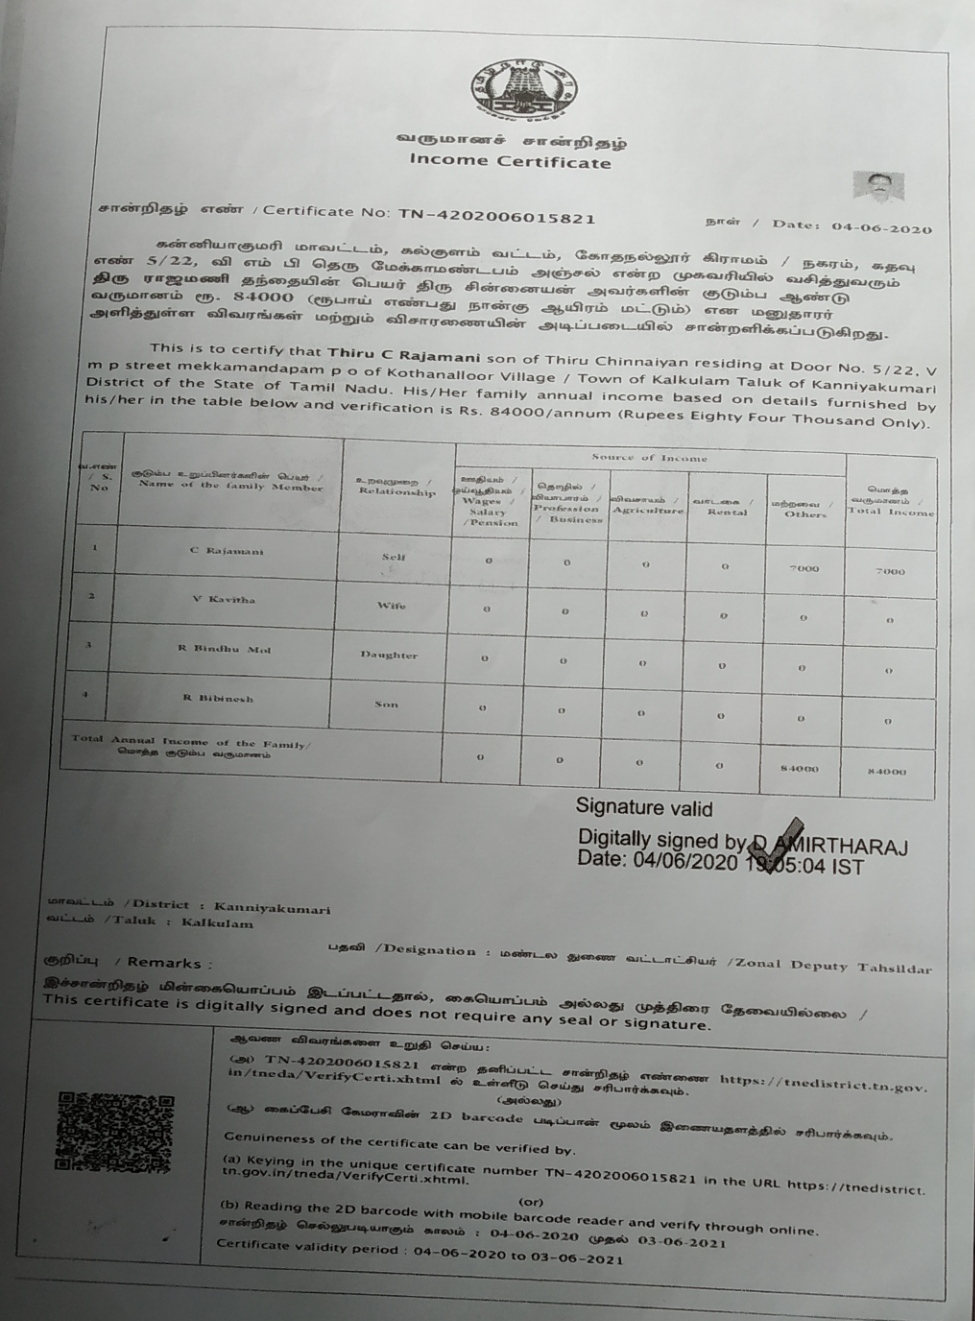 வருமானச் சான்றிதழ்
Income Certificate
சான்றிதழ் எண் / Certificate No: TN-4202006015821
நாள் / Date: 04-06-2020
கன்னியாகுமரி மாவட்டம், கல்குளம் வட்டம், கோதநல்லூர் கிராமம் / நகரம், கதவு
எண் 5/22, வி எம் பி தெரு மேக்காமண்டபம் அஞ்சல் என்ற முகவரியில் வசித்துவரும்
திரு ராஜமணி தந்தையின் பெயர் திரு சின்னையன் அவர்களின் குடும்ப ஆண்டு
வருமானம் ரூ. 84000 (ரூபாய் எண்பது நான்கு ஆயிரம் மட்டும்) என மனுதாரர்
அளித்துள்ள விவரங்கள் மற்றும் விசாரணையின் அடிப்படையில் சான்றளிக்கப்படுகிறது.
This is to certify that Thiru C Rajamani son of Thiru Chinnaiyan residing at Door No. 5/22, V
m p street mekkamandapam p o of Kothanalloor Village / Town of Kalkulam Taluk of Kanniyakumari
District of the State of Tamil Nadu. His/Her family annual income based on details furnished by
his/her in the table below and verification is Rs. 84000/annum (Rupees Eighty Four Thousand Only).
வ.எண்
/ S.
No
குடும்ப உறுப்பினர்களின் பெயர் /
Name of the family Member
உறவுமுறை /
Relationship
Source of Income
ஊதியம் /
ஓய்வூதியம் /
Wages /
Salary
/Pension
தொழில் /
வியாபாரம் /
Profession
/ Business
விவசாயம் /
Agriculture
வாடகை /
Rental
மற்றவை /
Others
மொத்த
வருமானம் /
Total Income
1 C Rajamani Self 0 0 0 0 7000 7000
2 V Kavitha Wife 0 0 0 0 0 0
3 R Bindhu Mol Daughter 0 0 0 0 0 0
4 R Bibinesh Son 0 0 0 0 0 0
Total Annual Income of the Family/
மொத்த குடும்ப வருமானம்
0 0 0 0 84000 84000
Signature valid
Digitally signed by D AMIRTHARAJ
Date: 04/06/2020 19:05:04 IST
மாவட்டம் /District : Kanniyakumari
வட்டம் /Taluk : Kalkulam
பதவி /Designation : மண்டல துணை வட்டாட்சியர் /Zonal Deputy Tahsildar
குறிப்பு / Remarks :
இச்சான்றிதழ் மின்கையொப்பம் இடப்பட்டதால், கையொப்பம் அல்லது முத்திரை தேவையில்லை /
This certificate is digitally signed and does not require any seal or signature.
ஆவண விவரங்களை உறுதி செய்ய:
(அ) TN-4202006015821 என்ற தனிப்பட்ட சான்றிதழ் எண்ணை https://tnedistrict.tn.gov.
in/tneda/VerifyCerti.xhtml ல் உள்ளீடு செய்து சரிபார்க்கவும்.
(அல்லது)
(ஆ) கைப்பேசி கேமராவின் 2D barcode படிப்பான் மூலம் இணையதளத்தில் சரிபார்க்கவும்.
Genuineness of the certificate can be verified by.
(a) Keying in the unique certificate number TN-4202006015821 in the URL https://tnedistrict.
tn.gov.in/tneda/VerifyCerti.xhtml.
(or)
(b) Reading the 2D barcode with mobile barcode reader and verify through online.
சான்றிதழ் செல்லுபடியாகும் காலம் : 04-06-2020 முதல் 03-06-2021
Certificate validity period : 04-06-2020 to 03-06-2021